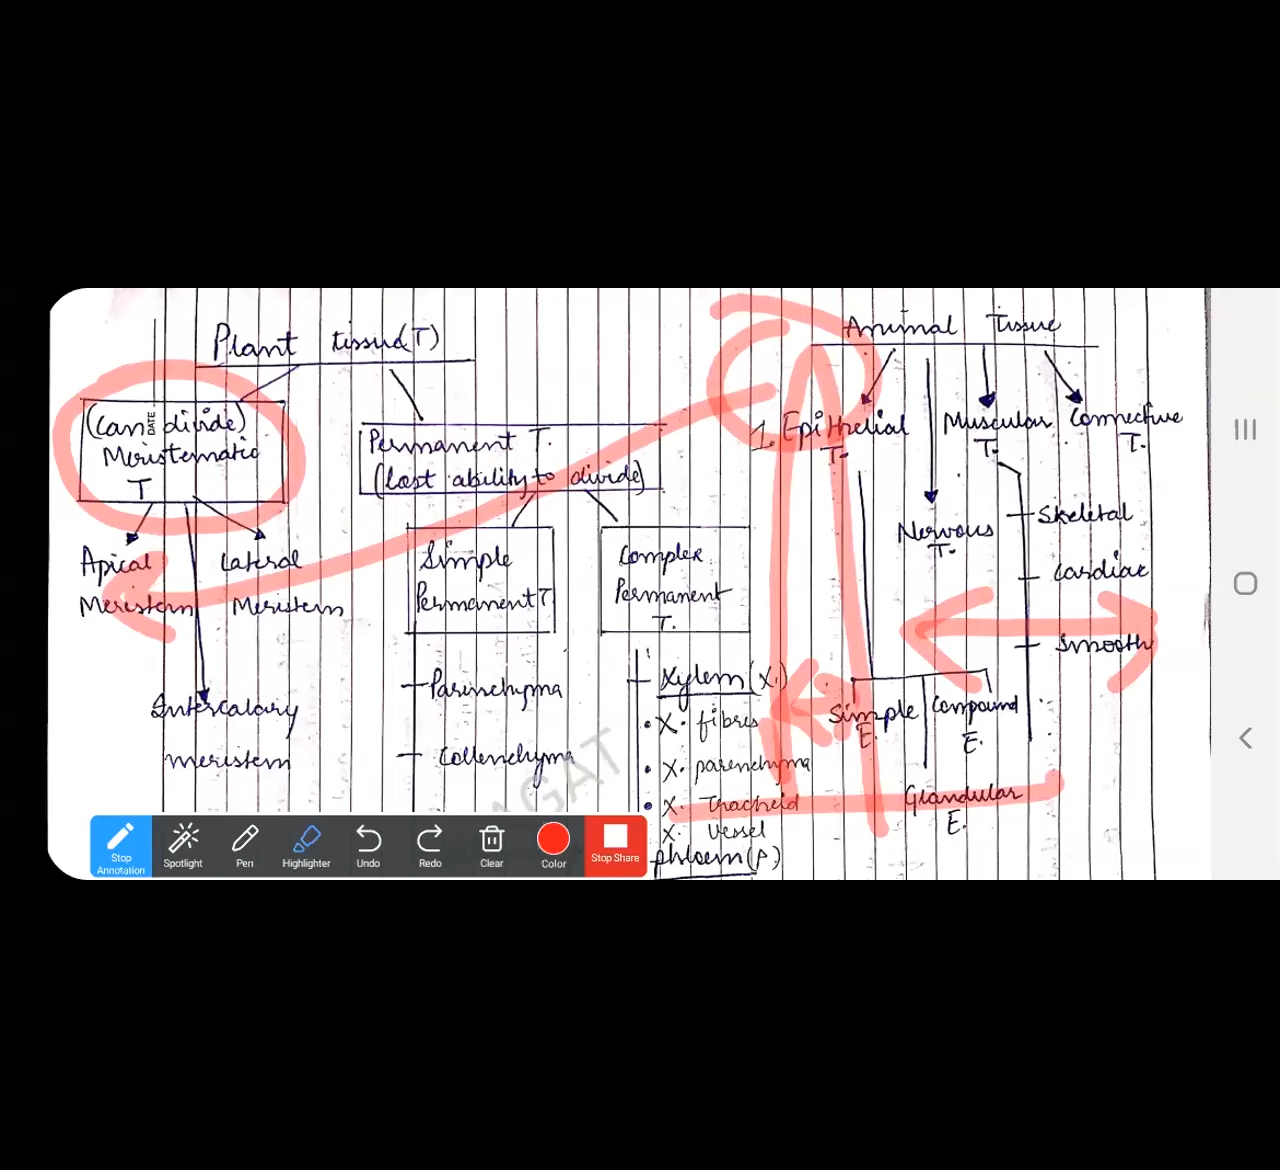 Plant tissue(T)
(can divide)
DATE
Meristematic
T
Permanent T.
(lost ability to divide)
Apical
Meristem
Lateral
Meristem
Intercalary
meristem
Simple
Permanent T
Parenchyma
Collenchyma
Complex
Permanent
T.
Xylem (X.)
• X. fibres
• X. parenchyma
• X. Tracheid
X. Vessel
phloem (P)
Animal Tissue
1. Epithelial
T.
Muscular
T.
Connective
T.
Nervous
T.
Skeletal
Cardiac
Smooth
Simple
E.
Compound
E.
Glandular
E.
AGAT
Stop
Annotation
Spotlight
Pen
Highlighter
Undo
Redo
Clear
Color
Stop Share